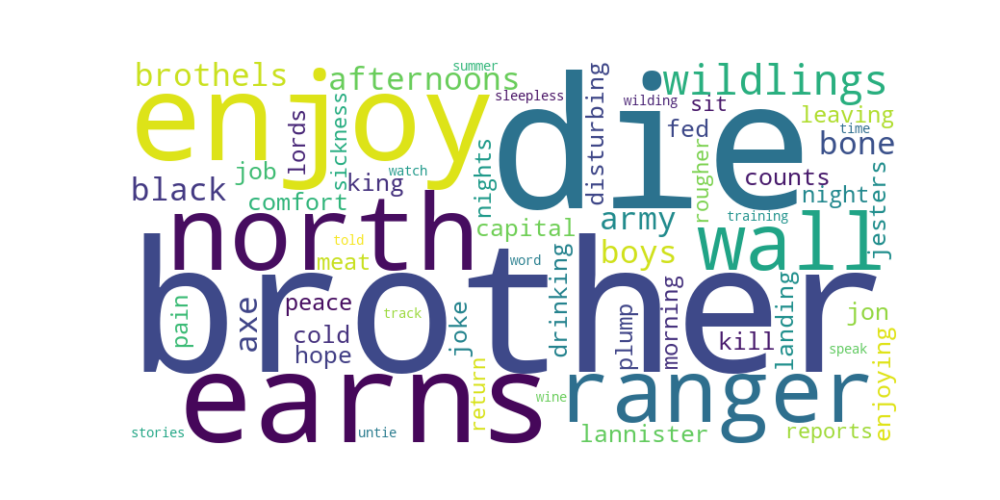 summer
brothels
afternoons
wildlings
enjoy
die
sleepless
wilding
sit
leaving
lords
sickness
disturbing
fed
time
bone
job
watch
nights
rougher
counts
black
king
comfort
night
jesters
north
capital
army
training
wall
told
meat
word
boys
brother
pain
axe
peace
track
cold
hope
joke
drinking
plump
morning
landing
kill
jon
speak
enjoying
earns
return
wine
ranger
stories
untie
lannister
reports